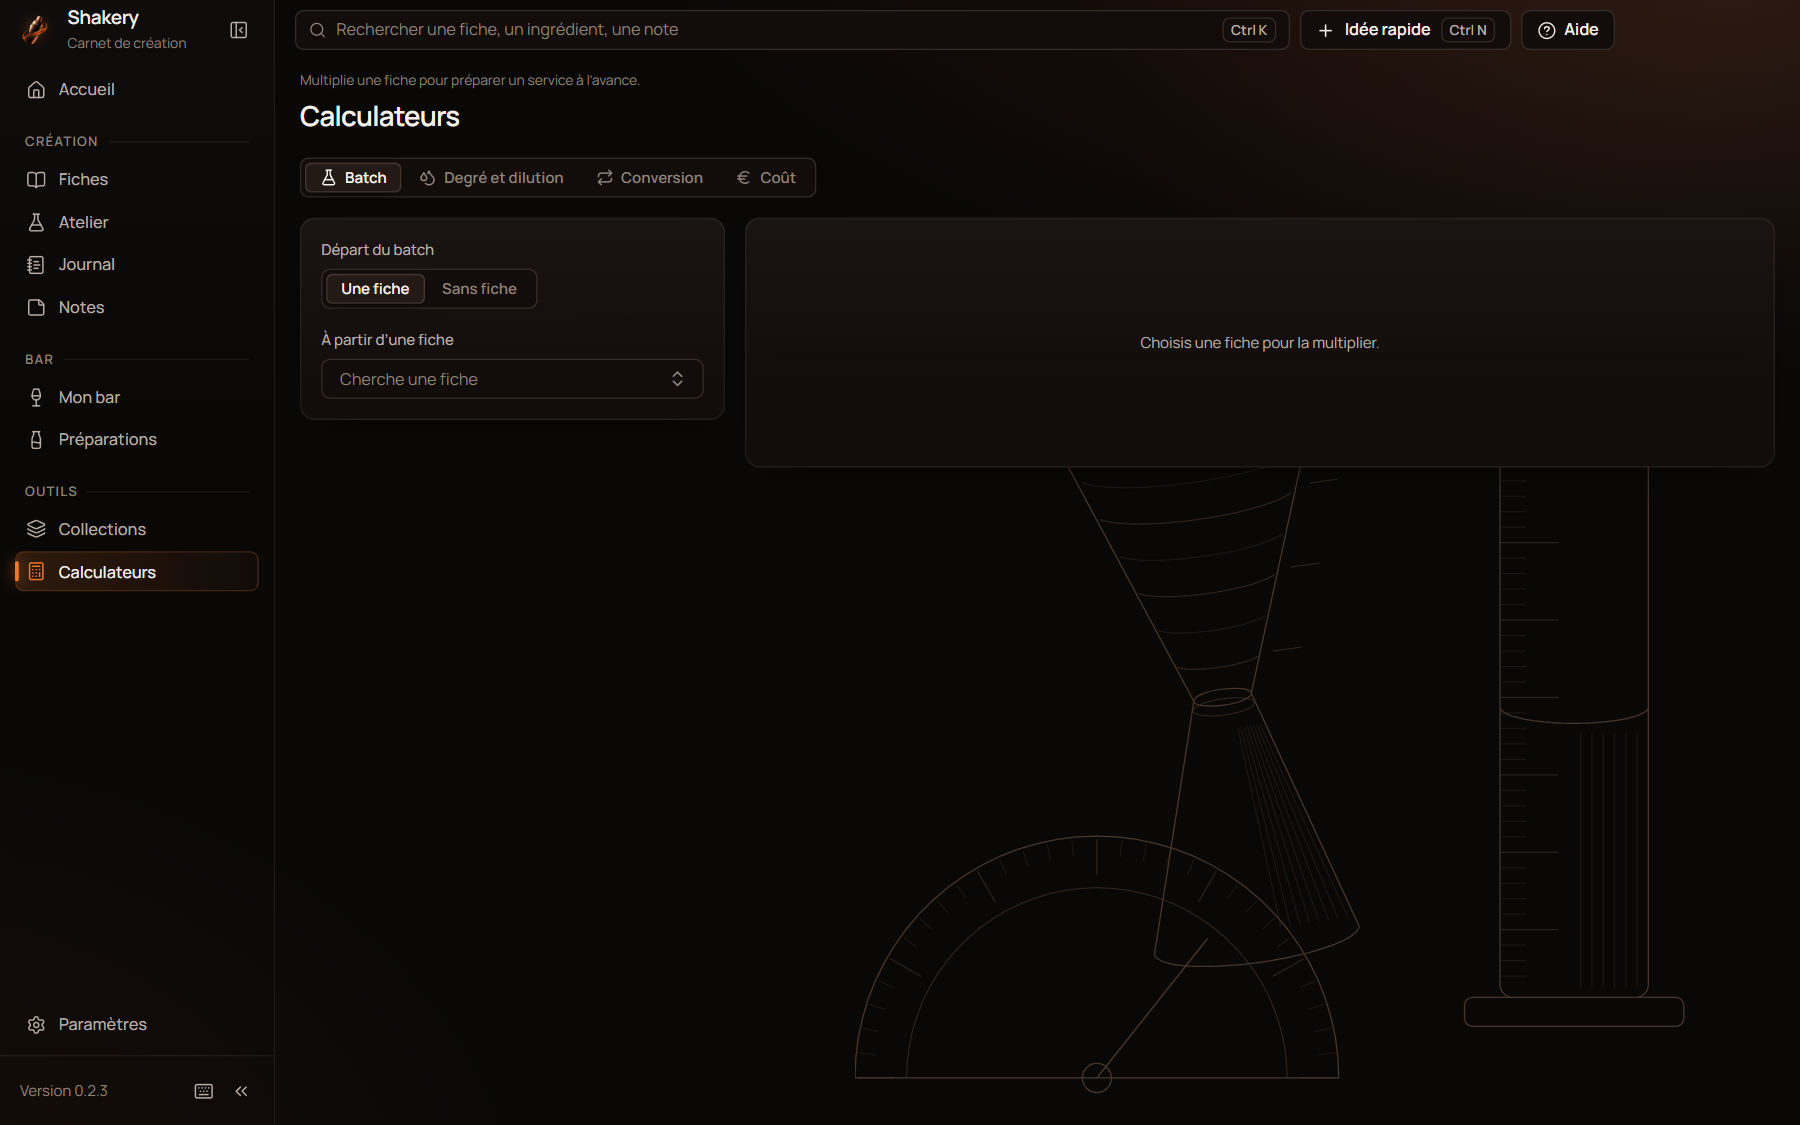 Shakery
Carnet de création
Rechercher une fiche, un ingrédient, une note
Ctrl K
Idée rapide
Ctrl N
Aide
Accueil
CRÉATION
Fiches
Atelier
Journal
Notes
BAR
Mon bar
Préparations
OUTILS
Collections
Calculateurs
Paramètres
Version 0.2.3
Multiplie une fiche pour préparer un service à l'avance.
Calculateurs
Batch
Degré et dilution
Conversion
Coût
Départ du batch
Une fiche
Sans fiche
À partir d'une fiche
Cherche une fiche
Choisis une fiche pour la multiplier.